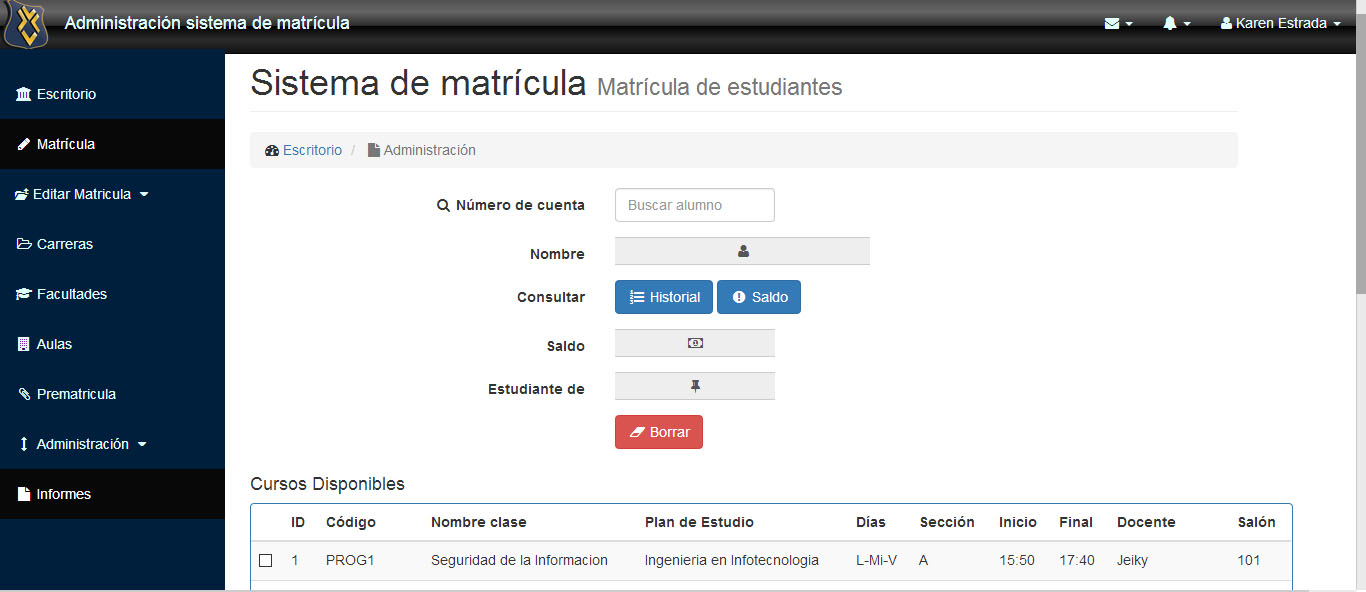 Administración sistema de matrícula
Karen Estrada
Escritorio
Matrícula
Editar Matricula
Carreras
Facultades
Aulas
Prematricula
Administración
Informes
Sistema de matrícula Matrícula de estudiantes
Escritorio / Administración
Número de cuenta Buscar alumno
Nombre
Consultar Historial Saldo
Saldo
Estudiante de
Borrar
Cursos Disponibles
ID Código Nombre clase Plan de Estudio Días Sección Inicio Final Docente Salón
1 PROG1 Seguridad de la Informacion Ingenieria en Infotecnologia L-Mi-V A 15:50 17:40 Jeiky 101